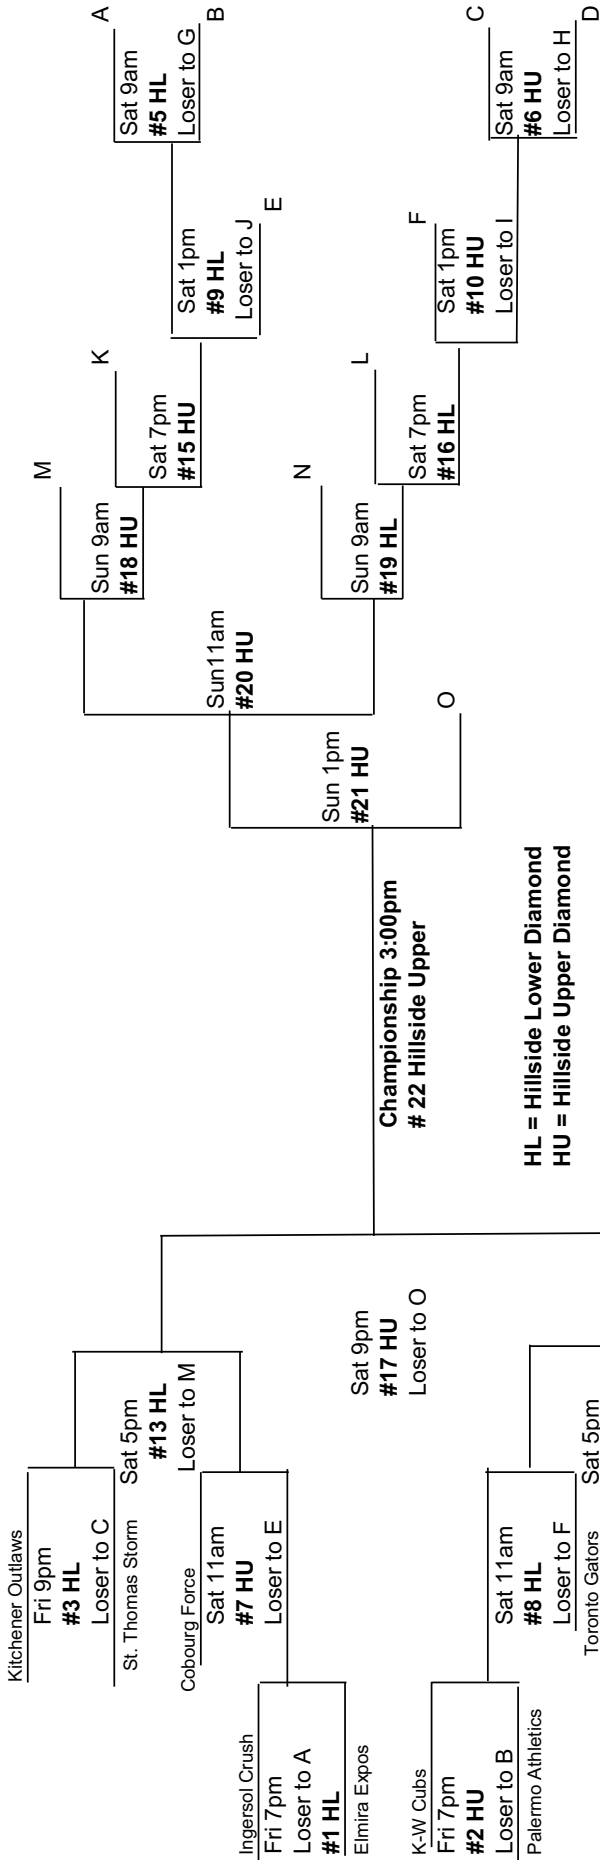 Kitchener Outlaws
Fri 9pm
#3 HL
Loser to C
St. Thomas Storm
Sat 5pm
#13 HL
Loser to M
Cobourg Force
Sat 11am
#7 HU
Loser to E
Ingersol Crush
Fri 7pm
Loser to A
#1 HL
Elmira Expos
K-W Cubs
Fri 7pm
#2 HU
Loser to B
Palermo Athletics
Sat 11am
#8 HL
Loser to F
Toronto Gators
Sat 5pm
Sat 9pm
#17 HU
Loser to O
Championship 3:00pm
# 22 Hillside Upper
HL = Hillside Lower Diamond
HU = Hillside Upper Diamond
Sun 1pm
#21 HU
O
Sun11am
#20 HU
M
Sun 9am
#18 HU
N
Sun 9am
#19 HL
K
Sat 7pm
#15 HU
L
Sat 7pm
#16 HL
Sat 1pm
#9 HL
Loser to J
E
F
Sat 1pm
#10 HU
Loser to I
A
Sat 9am
#5 HL
Loser to G
B
C
Sat 9am
#6 HU
Loser to H
D